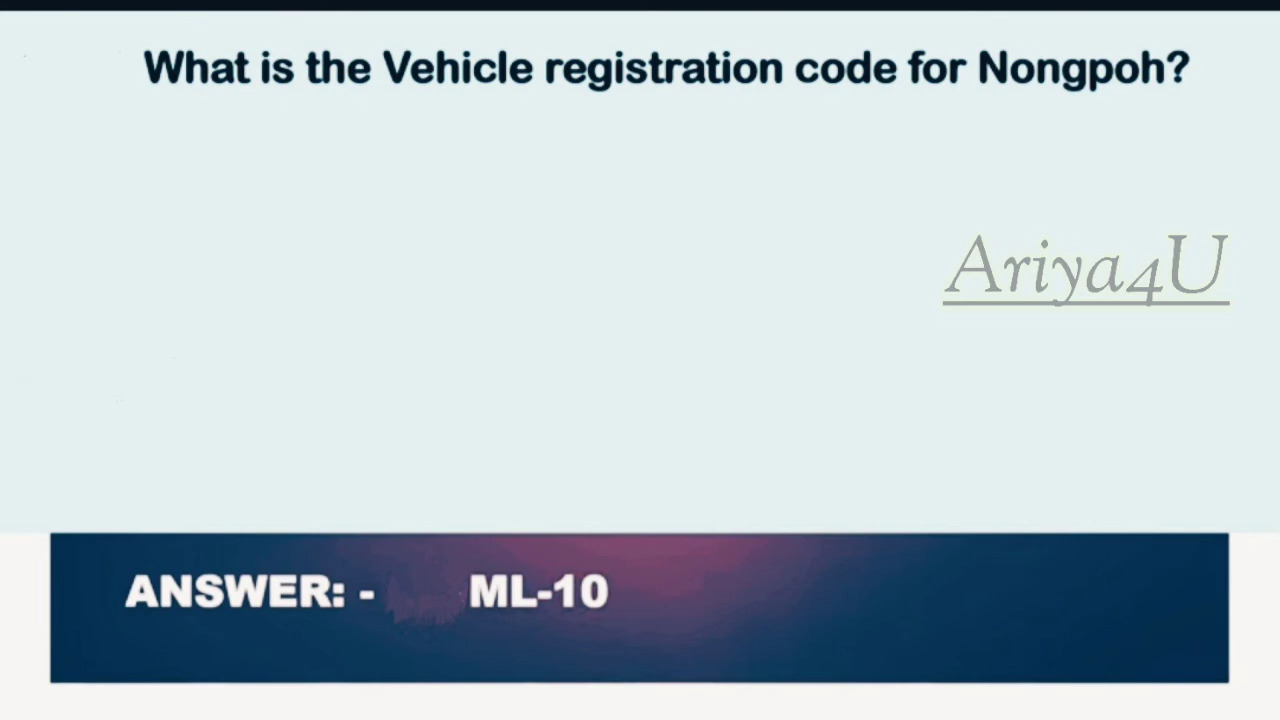 What is the Vehicle registration code for Nongpoh?
Ariya4U
ANSWER: - ML-10